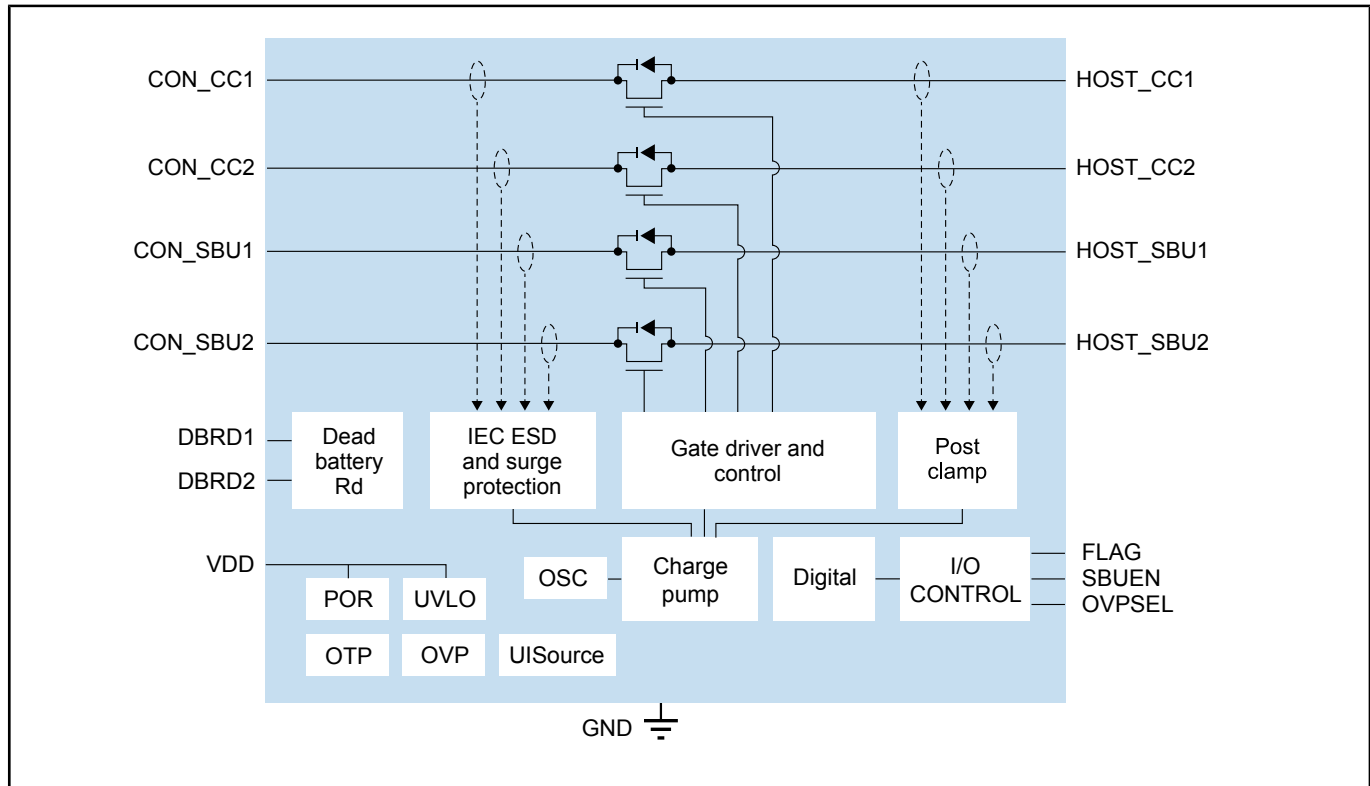 CON_CC1
HOST_CC1
CON_CC2
HOST_CC2
CON_SBU1
HOST_SBU1
CON_SBU2
HOST_SBU2
DBRD1
DBRD2
Dead
battery
Rd
IEC ESD
and surge
protection
Gate driver and
control
Post
clamp
VDD
POR
UVLO
OSC
Charge
pump
Digital
I/O
CONTROL
FLAG
SBUEN
OVPSEL
OTP
OVP
UISource
GND